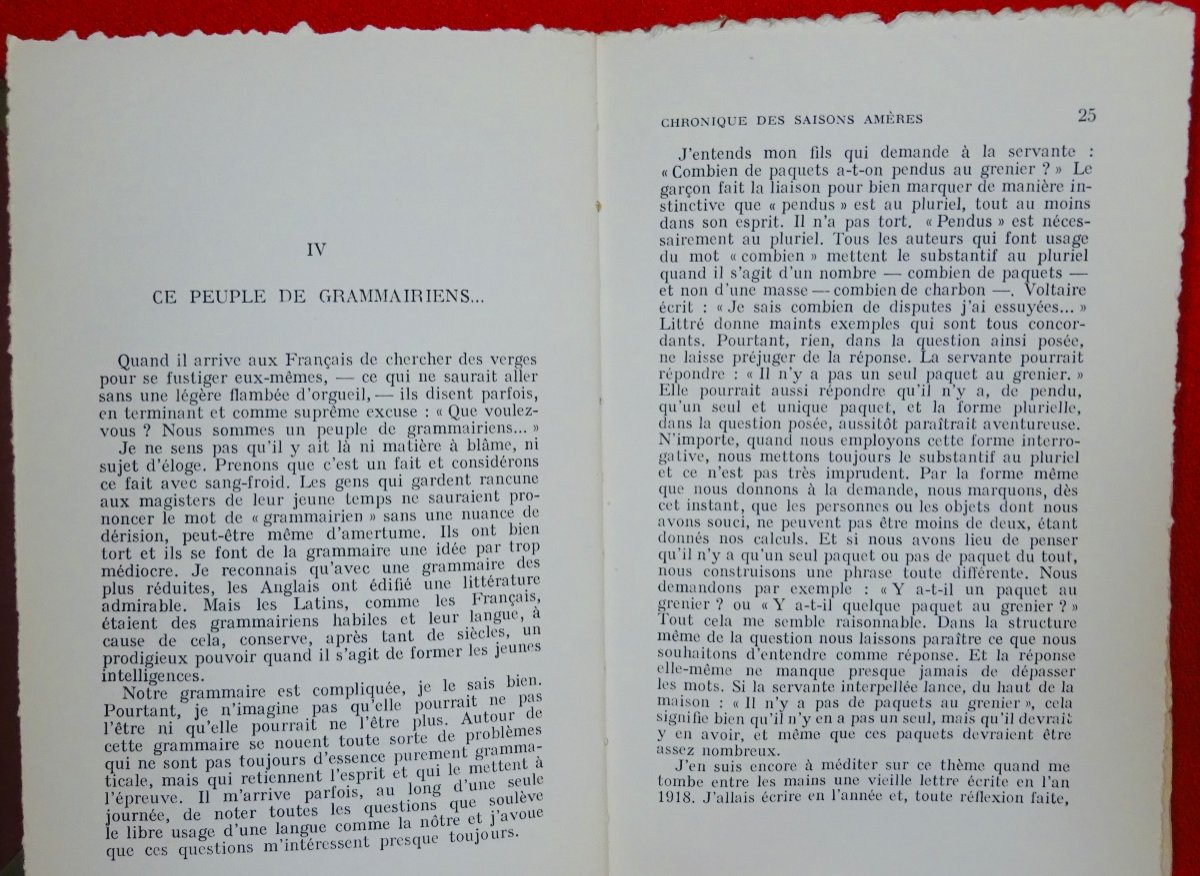 IV
CE PEUPLE DE GRAMMAIRIENS...
Quand il arrive aux Français de chercher des verges
pour se fustiger eux-mêmes, — ce qui ne saurait aller
sans une légère flambée d'orgueil, — ils disent parfois,
en terminant et comme suprême excuse : « Que voulez-
vous ? Nous sommes un peuple de grammairiens... »
Je ne sens pas qu'il y ait là ni matière à blâme, ni
sujet d'éloge. Prenons que c'est un fait et considérons
ce fait avec sang-froid. Les gens qui gardent rancune
aux magisters de leur jeune temps ne sauraient pro-
noncer le mot de « grammairien » sans une nuance de
dérision, peut-être même d'amertume. Ils ont bien
tort et ils se font de la grammaire une idée par trop
médiocre. Je reconnais qu'avec une grammaire des
plus réduites, les Anglais ont édifié une littérature
admirable. Mais les Latins, comme les Français,
étaient des grammairiens habiles et leur langue, à
cause de cela, conserve, après tant de siècles, un
prodigieux pouvoir quand il s'agit de former les jeunes
intelligences.
Notre grammaire est compliquée, je le sais bien.
Pourtant, je n'imagine pas qu'elle pourrait ne pas
l'être ni qu'elle pourrait ne l'être plus. Autour de
cette grammaire se nouent toute sorte de problèmes
qui ne sont pas toujours d'essence purement gramma-
ticale, mais qui retiennent l'esprit et qui le mettent à
l'épreuve. Il m'arrive parfois, au long d'une seule
journée, de noter toutes les questions que soulève
le libre usage d'une langue comme la nôtre et j'avoue
que ces questions m'intéressent presque toujours.
CHRONIQUE DES SAISONS AMÈRES 25
J'entends mon fils qui demande à la servante :
« Combien de paquets a-t-on pendus au grenier ? » Le
garçon fait la liaison pour bien marquer de manière in-
stinctive que « pendus » est au pluriel, tout au moins
dans son esprit. Il n'a pas tort. « Pendus » est néces-
sairement au pluriel. Tous les auteurs qui font usage
du mot « combien » mettent le substantif au pluriel
quand il s'agit d'un nombre — combien de paquets —
et non d'une masse — combien de charbon —. Voltaire
écrit : « Je sais combien de disputes j'ai essuyées... »
Littré donne maints exemples qui sont tous concor-
dants. Pourtant, rien, dans la question ainsi posée,
ne laisse préjuger de la réponse. La servante pourrait
répondre : « Il n'y a pas un seul paquet au grenier. »
Elle pourrait aussi répondre qu'il n'y a, de pendu,
qu'un seul et unique paquet, et la forme plurielle,
dans la question posée, aussitôt paraîtrait aventureuse.
N'importe, quand nous employons cette forme interro-
gative, nous mettons toujours le substantif au pluriel
et ce n'est pas très imprudent. Par la forme même
que nous donnons à la demande, nous marquons, dès
cet instant, que les personnes ou les objets dont nous
avons souci, ne peuvent pas être moins de deux, étant
donnés nos calculs. Et si nous avons lieu de penser
qu'il n'y a qu'un seul paquet ou pas de paquet du tout,
nous construisons une phrase toute différente. Nous
demandons par exemple : « Y a-t-il un paquet au
grenier ? ou « Y a-t-il quelque paquet au grenier ? »
Tout cela me semble raisonnable. Dans la structure
même de la question nous laissons paraître ce que nous
souhaitons d'entendre comme réponse. Et la réponse
elle-même ne manque presque jamais de dépasser
les mots. Si la servante interpellée lance, du haut de la
maison : « Il n'y a pas de paquets au grenier », cela
signifie bien qu'il n'y en a pas un seul, mais qu'il devrait
y en avoir, et même que ces paquets devraient être
assez nombreux.
J'en suis encore à méditer sur ce thème quand me
tombe entre les mains une vieille lettre écrite en l'an
1918. J'allais écrire en l'année et, toute réflexion faite,